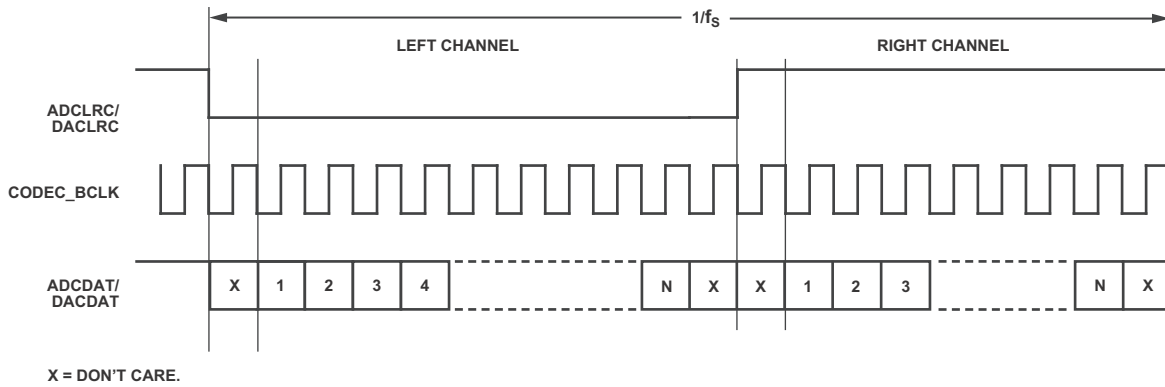 1/fS
LEFT CHANNEL
RIGHT CHANNEL
ADCLRC/
DACLRC
CODEC_BCLK
ADCDAT/
DACDAT
X 1 2 3 4 N X X 1 2 3 N X
X = DON'T CARE.